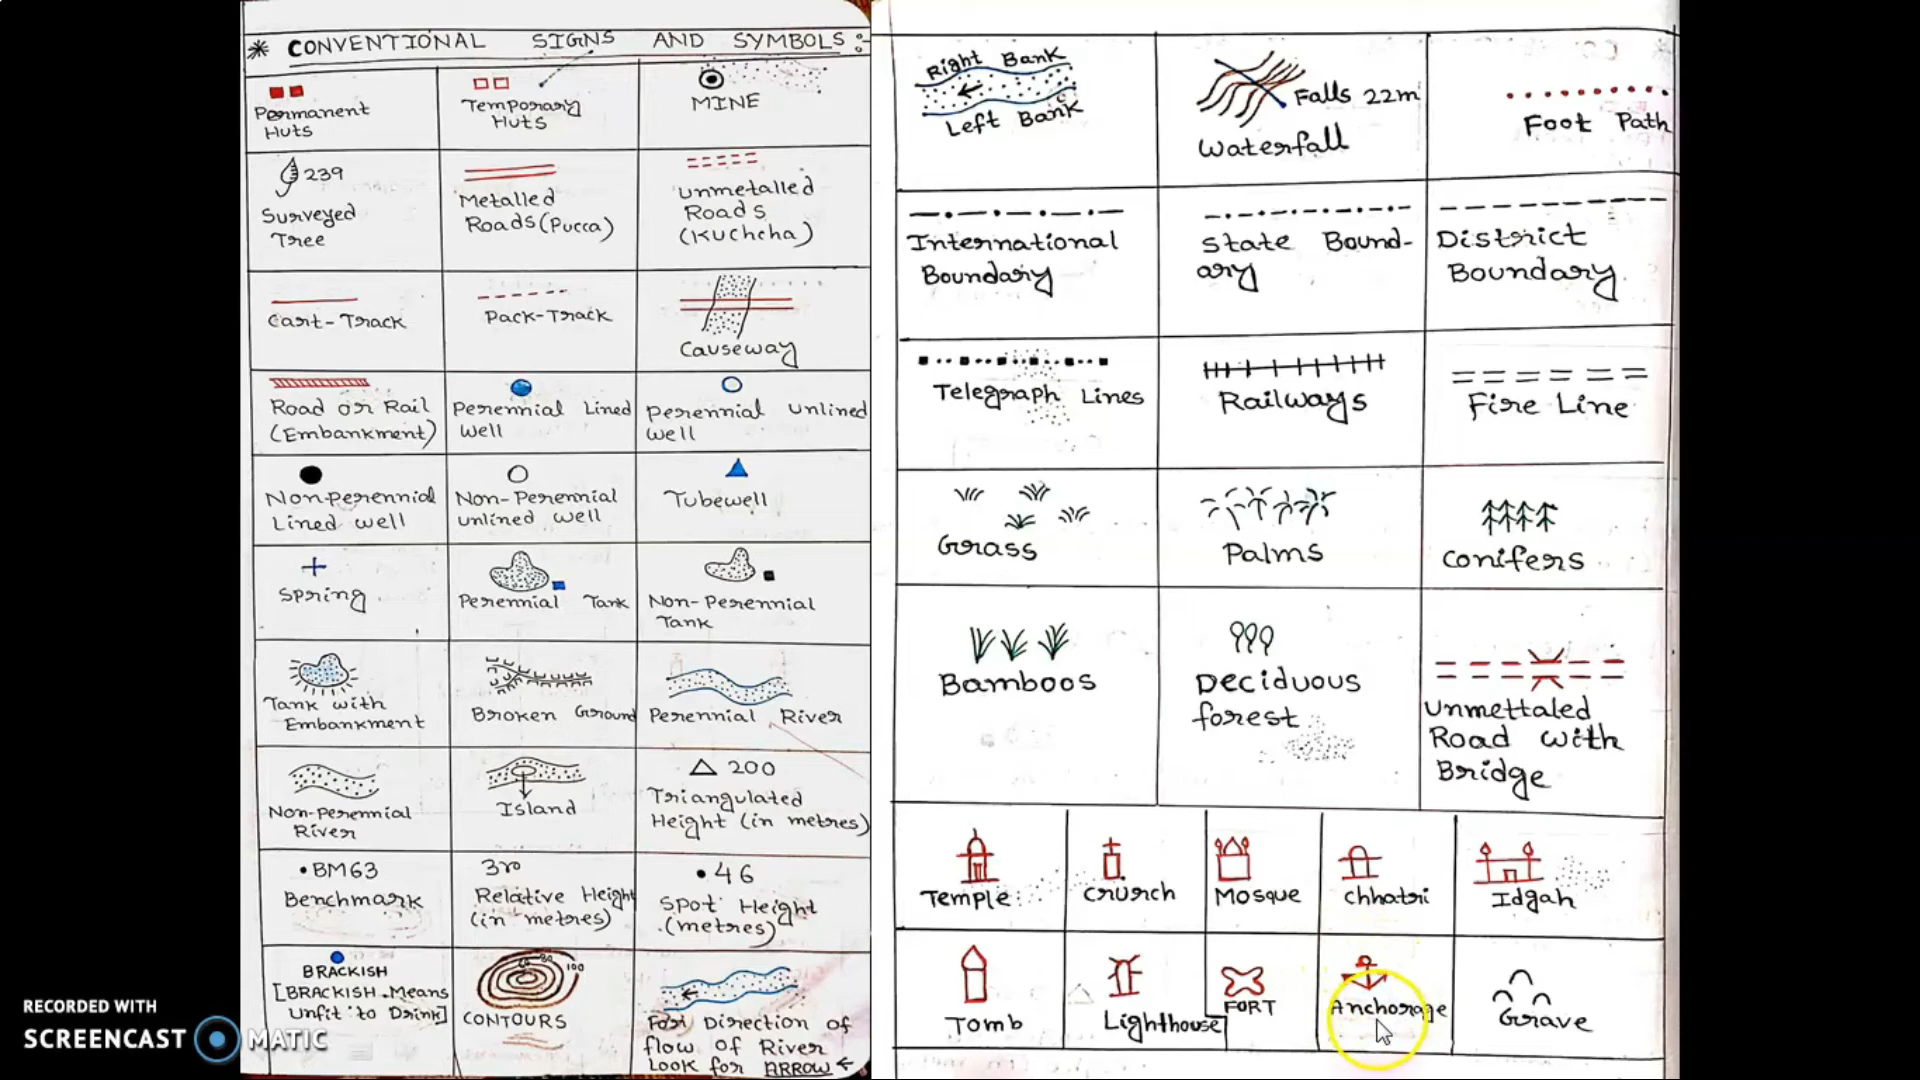 * CONVENTIONAL SIGNS AND SYMBOLS:-
Permanent
Huts
Temporary
Huts
MINE
239
Surveyed
Tree
Metalled
Roads (Pucca)
Unmetalled
Roads
(Kuchcha)
Cart-Track
Pack-Track
Causeway
Road or Rail
(Embankment)
Perennial Lined
Well
Perennial Unlined
Well
Non-perennial
Lined well
Non-Perennial
Unlined well
Tubewell
Spring
Perennial Tank
Non-Perennial
Tank
Tank with
Embankment
Broken Ground
Perennial River
Non-Perennial
River
Island
200
Triangulated
Height (in metres)
•BM63
Benchmark
3r
Relative Height
(in metres)
•46
Spot Height
(metres)
BRACKISH
[BRACKISH Means
Unfit to Drink]
100
CONTOURS
For Direction of
flow of River
Look for ARROW ←
Right Bank
Left Bank
Falls 22m
Waterfall
Foot Path
International
Boundary
State Bound-
ary
District
Boundary
Telegraph Lines
Railways
Fire Line
Grass
Palms
Conifers
Bamboos
Deciduous
forest
Unmettaled
Road with
Bridge
Temple
Crurch
Mosque
Chhatri
Idgah
Tomb
Lighthouse
FORT
Anchorage
Grave
RECORDED WITH
SCREENCAST MATIC